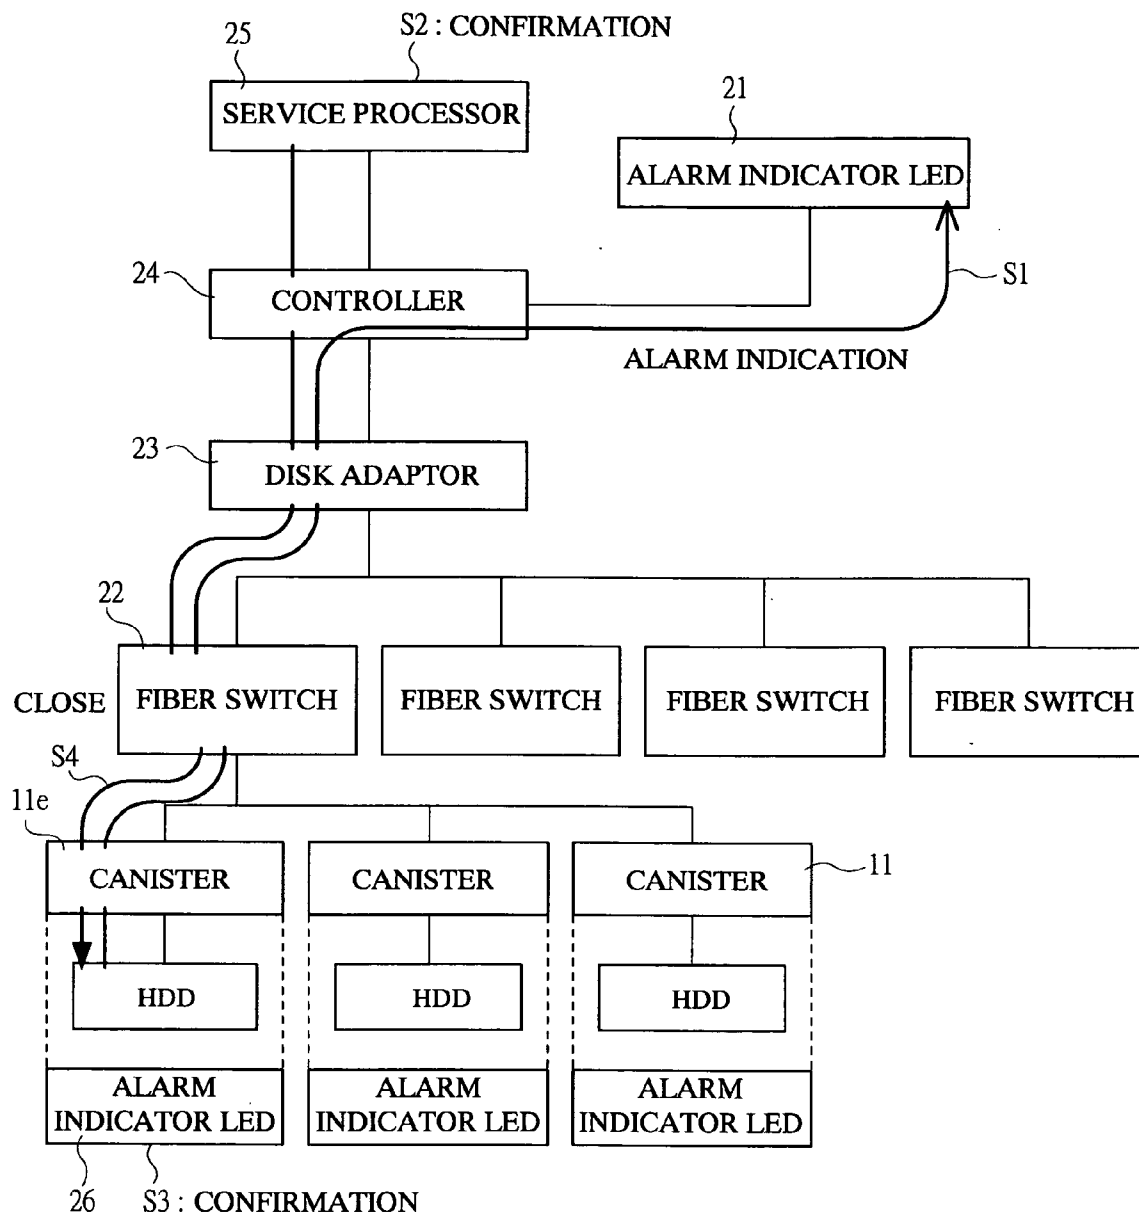 25
S2 : CONFIRMATION
SERVICE PROCESSOR
21
ALARM INDICATOR LED
24
CONTROLLER
S1
ALARM INDICATION
23
DISK ADAPTOR
22
CLOSE
FIBER SWITCH
FIBER SWITCH
FIBER SWITCH
FIBER SWITCH
S4
11e
CANISTER
CANISTER
CANISTER
11
HDD
HDD
HDD
ALARM
INDICATOR LED
ALARM
INDICATOR LED
ALARM
INDICATOR LED
26
S3 : CONFIRMATION